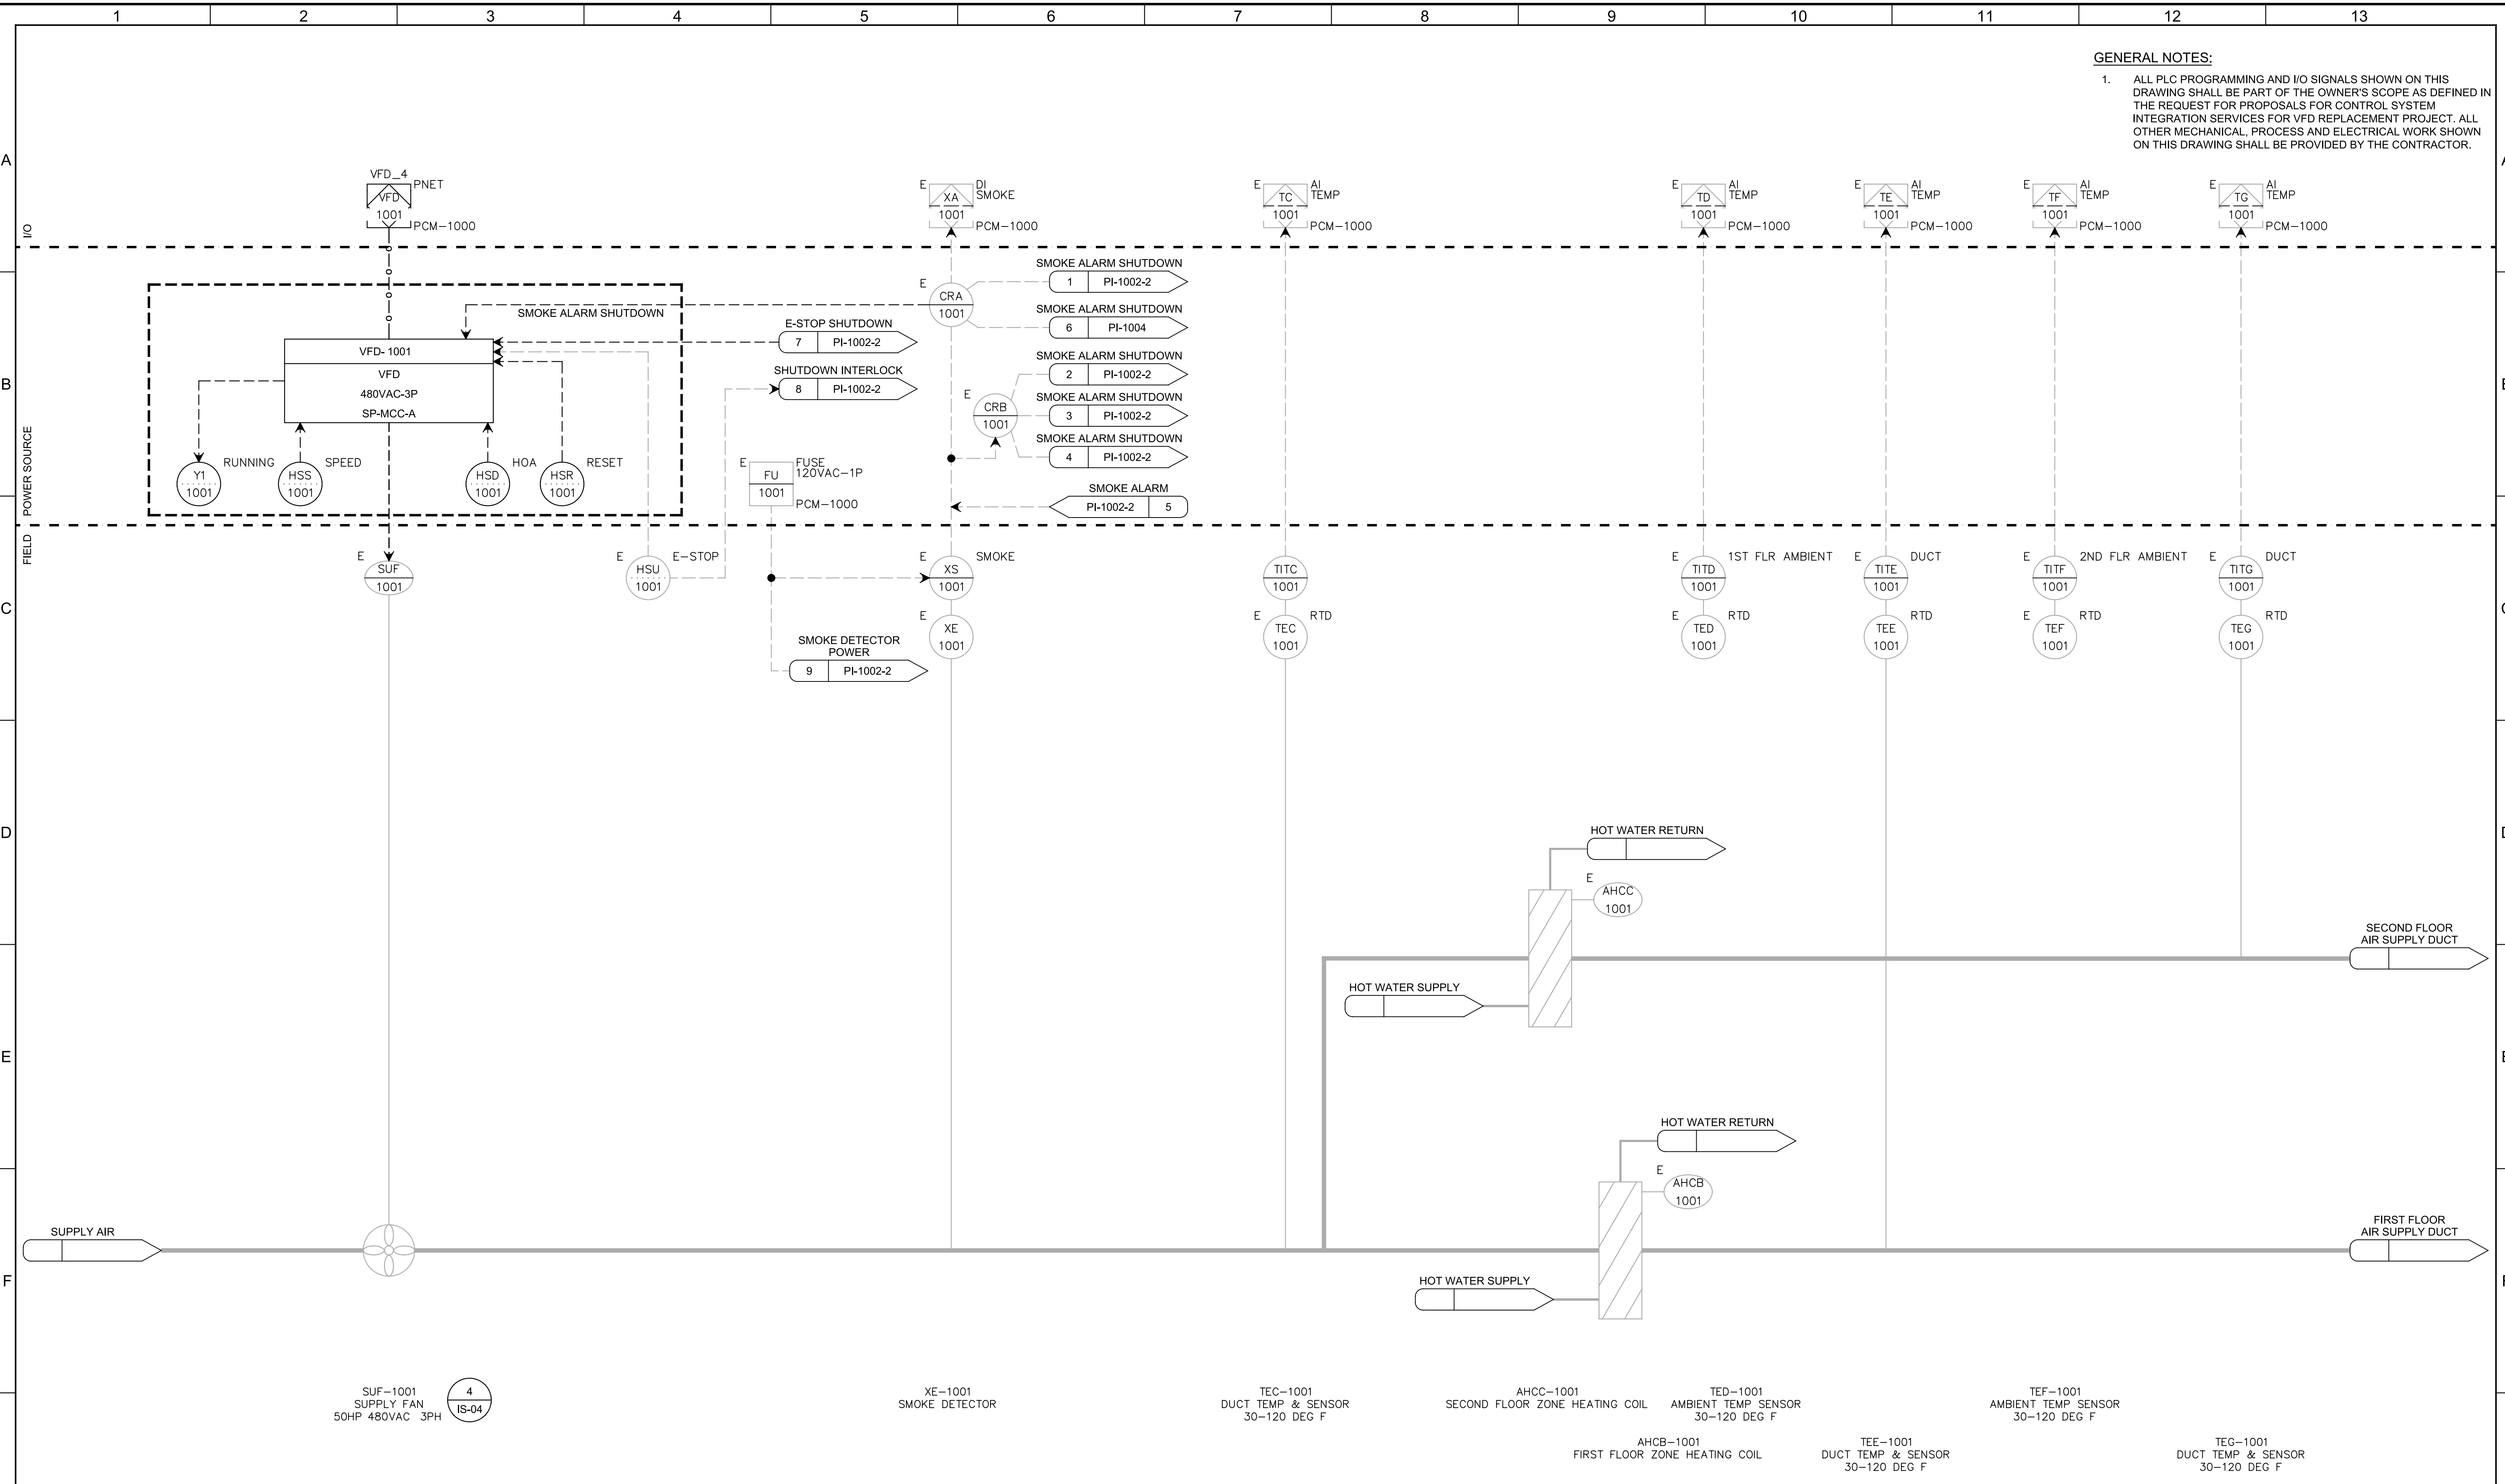 1 2 3 4 5 6 7 8 9 10 11 12 13
GENERAL NOTES:
1. ALL PLC PROGRAMMING AND I/O SIGNALS SHOWN ON THIS
DRAWING SHALL BE PART OF THE OWNER'S SCOPE AS DEFINED IN
THE REQUEST FOR PROPOSALS FOR CONTROL SYSTEM
INTEGRATION SERVICES FOR VFD REPLACEMENT PROJECT. ALL
OTHER MECHANICAL, PROCESS AND ELECTRICAL WORK SHOWN
ON THIS DRAWING SHALL BE PROVIDED BY THE CONTRACTOR.
A
B
C
D
E
F
I/O
POWER SOURCE
FIELD
VFD_4
PNET
VFD
1001
PCM-1000
E
DI
SMOKE
XA
1001
PCM-1000
E
AI
TEMP
TC
1001
PCM-1000
E
AI
TEMP
TD
1001
PCM-1000
E
AI
TEMP
TE
1001
PCM-1000
E
AI
TEMP
TF
1001
PCM-1000
E
AI
TEMP
TG
1001
PCM-1000
SMOKE ALARM SHUTDOWN
VFD- 1001
VFD
480VAC-3P
SP-MCC-A
Y1
1001
RUNNING
HSS
1001
SPEED
HSD
1001
HOA
HSR
1001
RESET
E-STOP SHUTDOWN
7 PI-1002-2
SHUTDOWN INTERLOCK
8 PI-1002-2
E
FU
1001
FUSE
120VAC-1P
PCM-1000
E
CRA
1001
SMOKE ALARM SHUTDOWN
1 PI-1002-2
SMOKE ALARM SHUTDOWN
6 PI-1004
E
CRB
1001
SMOKE ALARM SHUTDOWN
2 PI-1002-2
SMOKE ALARM SHUTDOWN
3 PI-1002-2
SMOKE ALARM SHUTDOWN
4 PI-1002-2
SMOKE ALARM
PI-1002-2 5
E
SUF
1001
E
HSU
1001
E-STOP
E
XS
1001
SMOKE
E
XE
1001
SMOKE DETECTOR
POWER
9 PI-1002-2
TITC
1001
E
TEC
1001
RTD
E
TITD
1001
1ST FLR AMBIENT
E
TED
1001
RTD
E
TITE
1001
DUCT
E
TEE
1001
RTD
E
TITF
1001
2ND FLR AMBIENT
E
TEF
1001
RTD
E
TITG
1001
DUCT
TEG
1001
RTD
HOT WATER RETURN
E
AHCC
1001
HOT WATER SUPPLY
SECOND FLOOR
AIR SUPPLY DUCT
HOT WATER RETURN
E
AHCB
1001
HOT WATER SUPPLY
SUPPLY AIR
FIRST FLOOR
AIR SUPPLY DUCT
SUF-1001
SUPPLY FAN
50HP 480VAC 3PH
4
IS-04
XE-1001
SMOKE DETECTOR
TEC-1001
DUCT TEMP & SENSOR
30-120 DEG F
AHCC-1001
SECOND FLOOR ZONE HEATING COIL
TED-1001
AMBIENT TEMP SENSOR
30-120 DEG F
TEF-1001
AMBIENT TEMP SENSOR
30-120 DEG F
AHCB-1001
FIRST FLOOR ZONE HEATING COIL
TEE-1001
DUCT TEMP & SENSOR
30-120 DEG F
TEG-1001
DUCT TEMP & SENSOR
30-120 DEG F